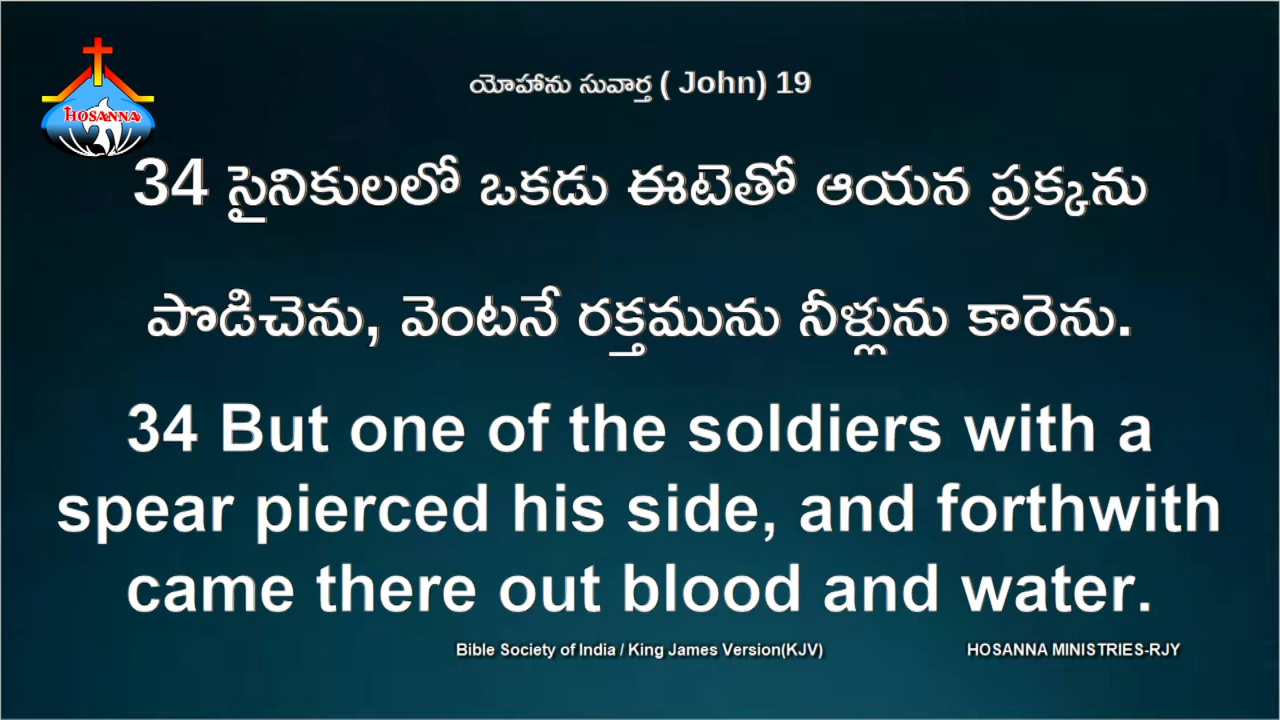 HOSANNA
యోహాను సువార్త ( John) 19
34 సైనికులలో ఒకడు ఈటెతో ఆయన ప్రక్కను
పొడిచెను, వెంటనే రక్తమును నీళ్లును కారెను.
34 But one of the soldiers with a
spear pierced his side, and forthwith
came there out blood and water.
Bible Society of India / King James Version(KJV)
HOSANNA MINISTRIES-RJY